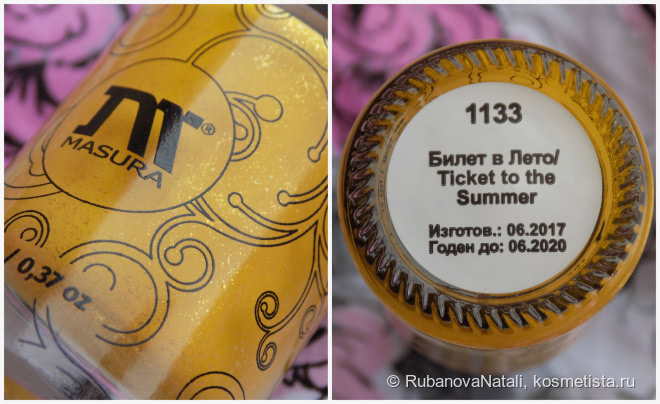 m®
MASURA
/ 0,37 oz
1133
Билет в Лето/
Ticket to the
Summer
Изготов.: 06.2017
Годен до: 06.2020
© RubanovaNatali, kosmetista.ru